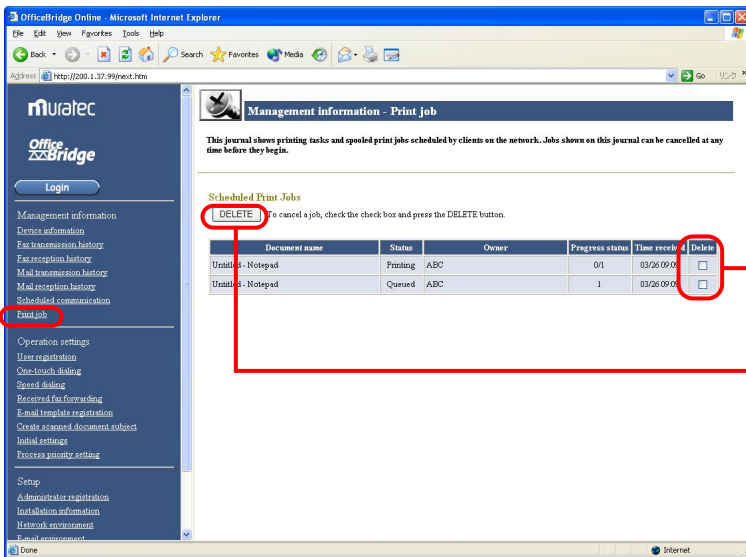 OfficeBridge Online - Microsoft Internet Explorer
File Edit View Favorites Tools Help
Back Search Favorites Media
Address http://200.1.37.99/next.htm Go リンク
muratec
Office
Bridge
Login
Management information
Device information
Fax transmission history
Fax reception history
Mail transmission history
Mail reception history
Scheduled communication
Print job
Operation settings
User registration
One-touch dialing
Speed dialing
Received fax forwarding
E-mail template registration
Create scanned document subject
Initial settings
Process priority setting
Setup
Administrator registration
Installation information
Network environment
E-mail environment
Management information - Print job
This journal shows printing tasks and spooled print jobs scheduled by clients on the network. Jobs shown on this journal can be cancelled at any
time before they begin.
Scheduled Print Jobs
DELETE To cancel a job, check the check box and press the DELETE button.
Document name Status Owner Progress status Time received Delete
Untitled - Notepad Printing ABC 0/1 03/26 09:09
Untitled - Notepad Queued ABC 1 03/26 09:09
Done Internet